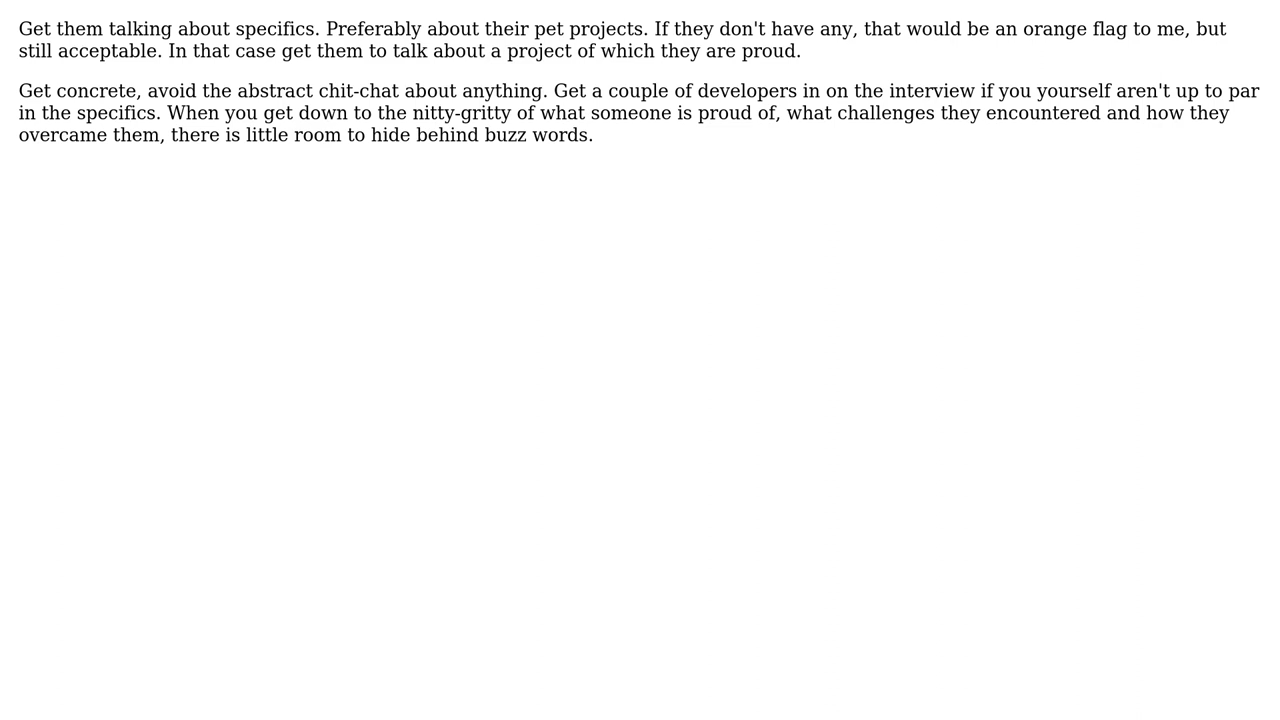 Get them talking about specifics. Preferably about their pet projects. If they don't have any, that would be an orange flag to me, but
still acceptable. In that case get them to talk about a project of which they are proud.
Get concrete, avoid the abstract chit-chat about anything. Get a couple of developers in on the interview if you yourself aren't up to par
in the specifics. When you get down to the nitty-gritty of what someone is proud of, what challenges they encountered and how they
overcame them, there is little room to hide behind buzz words.